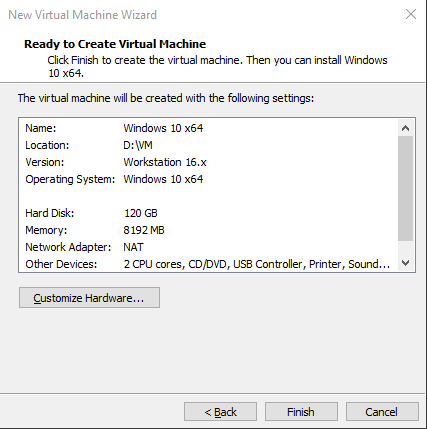 New Virtual Machine Wizard
Ready to Create Virtual Machine
Click Finish to create the virtual machine. Then you can install Windows
10 x64.
The virtual machine will be created with the following settings:
Name: Windows 10 x64
Location: D:\VM
Version: Workstation 16.x
Operating System: Windows 10 x64
Hard Disk: 120 GB
Memory: 8192 MB
Network Adapter: NAT
Other Devices: 2 CPU cores, CD/DVD, USB Controller, Printer, Sound...
Customize Hardware...
< Back Finish Cancel